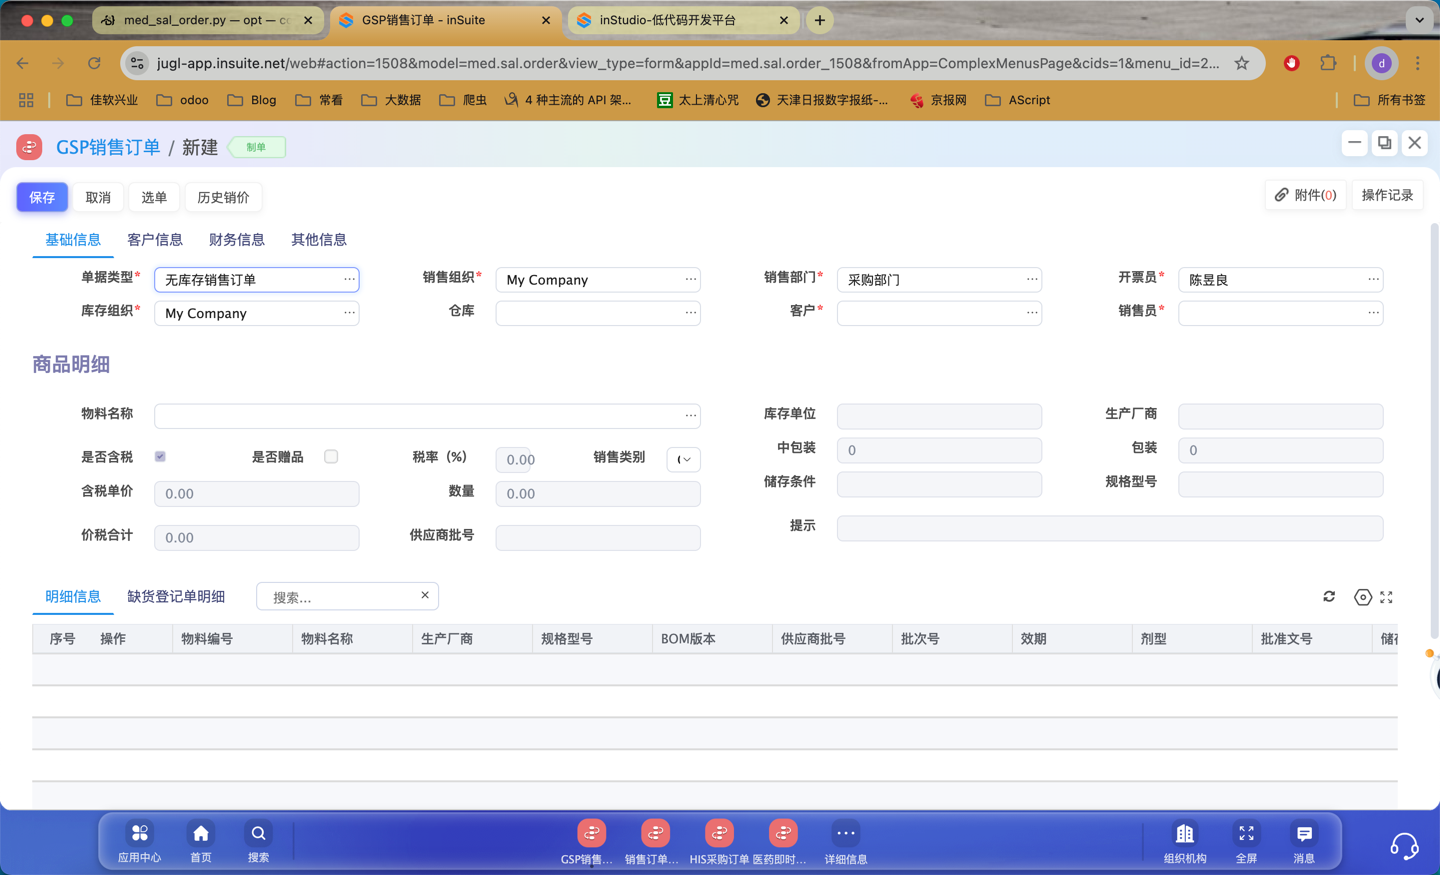 med_sal_order.py — opt — co
GSP销售订单 - inSuite
inStudio-低代码开发平台
jugl-app.insuite.net/web#action=1508&model=med.sal.order&view_type=form&appId=med.sal.order_1508&fromApp=ComplexMenusPage&cids=1&menu_id=2...
d
佳软兴业
odoo
Blog
常看
大数据
爬虫
4 种主流的 API 架...
豆 太上清心咒
天津日报数字报纸-...
京报网
AScript
所有书签
GSP销售订单 / 新建
制单
保存
取消
选单
历史销价
附件(0)
操作记录
基础信息
客户信息
财务信息
其他信息
单据类型* 无库存销售订单 ···
销售组织* My Company ···
销售部门* 采购部门 ···
开票员* 陈昱良 ···
库存组织* My Company ···
仓库 ···
客户* ···
销售员* ···
商品明细
物料名称 ···
库存单位
生产厂商
是否含税
是否赠品
税率（%） 0.00
销售类别
中包装 0
包装 0
含税单价 0.00
数量 0.00
储存条件
规格型号
价税合计 0.00
供应商批号
提示
明细信息
缺货登记单明细
搜索...
序号 操作 物料编号 物料名称 生产厂商 规格型号 BOM版本 供应商批号 批次号 效期 剂型 批准文号
应用中心
首页
搜索
GSP销售...
销售订单...
HIS采购订单
医药即时...
详细信息
组织机构
全屏
消息